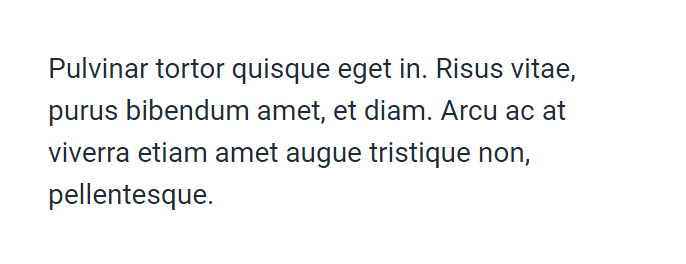 Pulvinar tortor quisque eget in. Risus vitae,
purus bibendum amet, et diam. Arcu ac at
viverra etiam amet augue tristique non,
pellentesque.